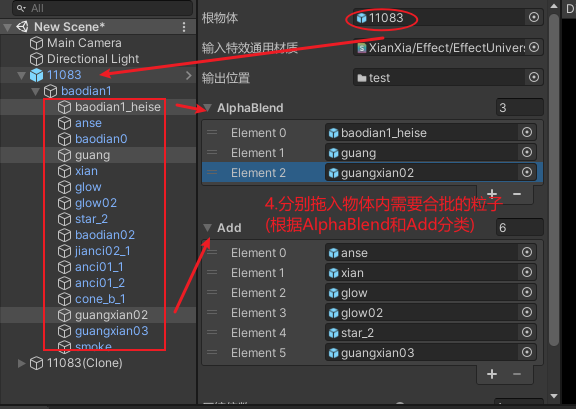 All
New Scene*
Main Camera
Directional Light
11083
baodian1
baodian1_heise
anse
baodian0
guang
xian
glow
glow02
star_2
baodian02
jianci02_1
anci01_1
anci01_2
cone_b_1
guangxian02
guangxian03
smoke
11083(Clone)
根物体
11083
输入特效通用材质
XianXia/Effect/EffectUniver
输出位置
test
AlphaBlend
3
Element 0
baodian1_heise
Element 1
guang
Element 2
guangxian02
4.分别拖入物体内需要合批的粒子
(根据AlphaBlend和Add分类)
Add
6
Element 0
anse
Element 1
xian
Element 2
glow
Element 3
glow02
Element 4
star_2
Element 5
guangxian03